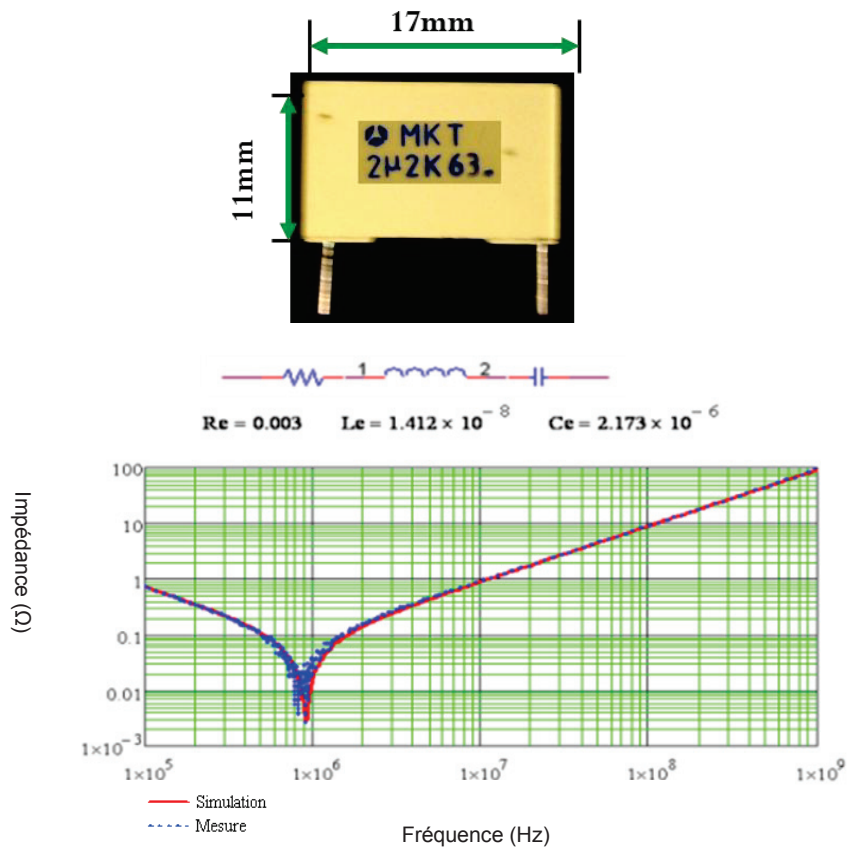 17mm
11mm
MKT
2µ2K 63.
1 2
Re = 0.003 Le = 1.412 × 10⁻⁸ Ce = 2.173 × 10⁻⁶
Impédance (Ω)
100
10
1
0.1
0.01
1×10⁻³
1×10⁵ 1×10⁶ 1×10⁷ 1×10⁸ 1×10⁹
Simulation
Mesure
Fréquence (Hz)